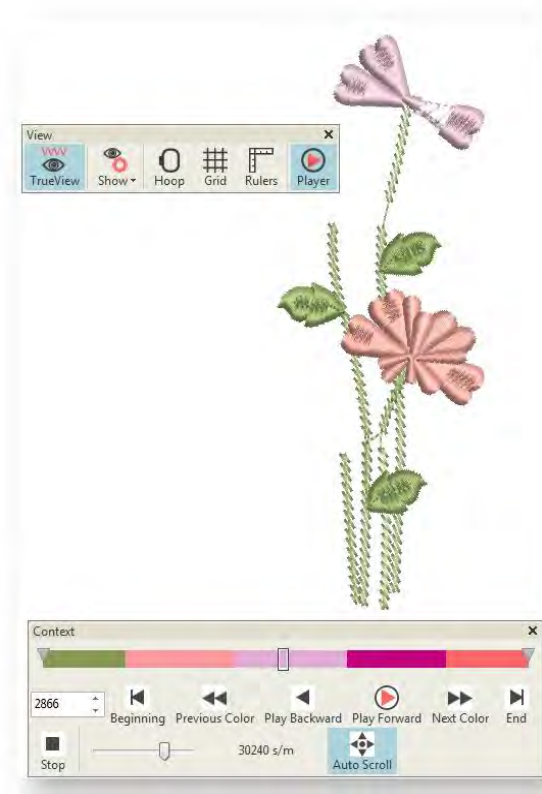 View
TrueView Show Hoop Grid Rulers Player
Context
2866 Beginning Previous Color Play Backward Play Forward Next Color End
Stop 30240 s/m Auto Scroll